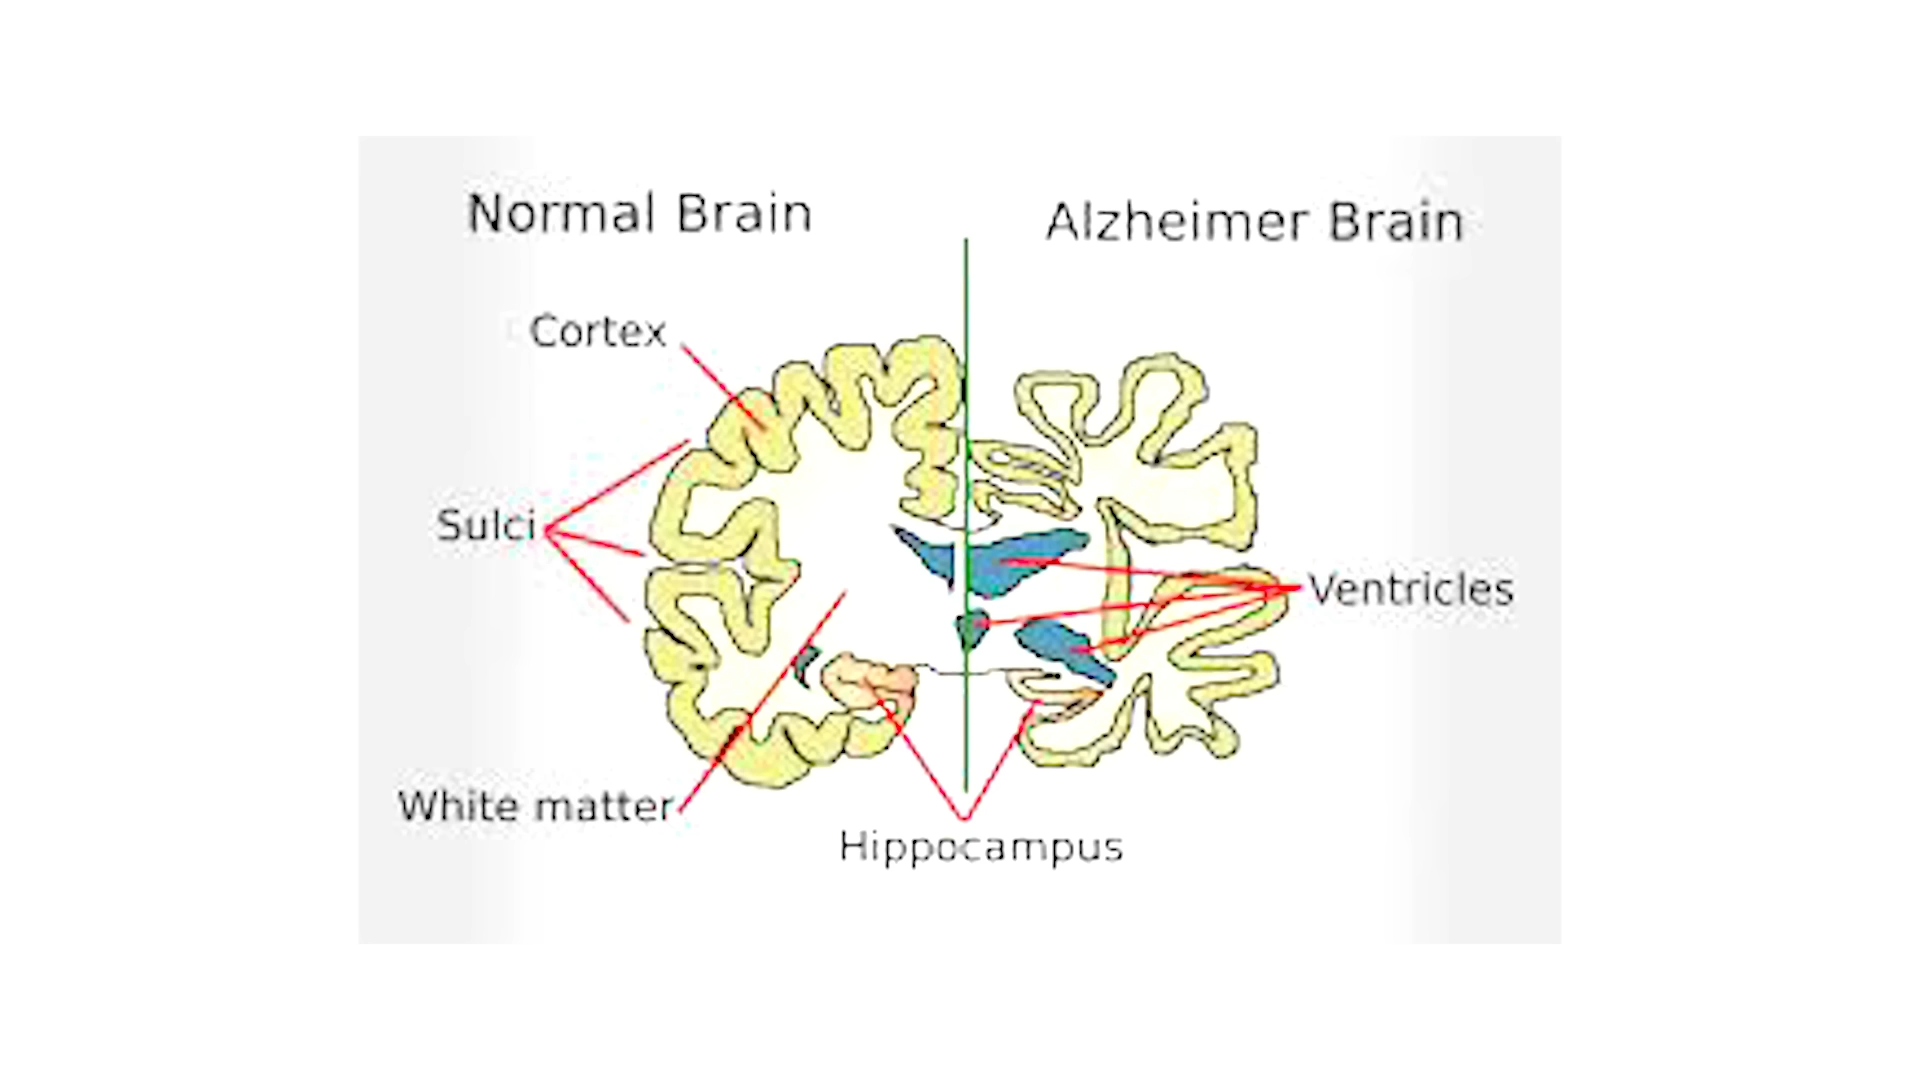 Normal Brain
Alzheimer Brain
Cortex
Sulci
Ventricles
White matter
Hippocampus